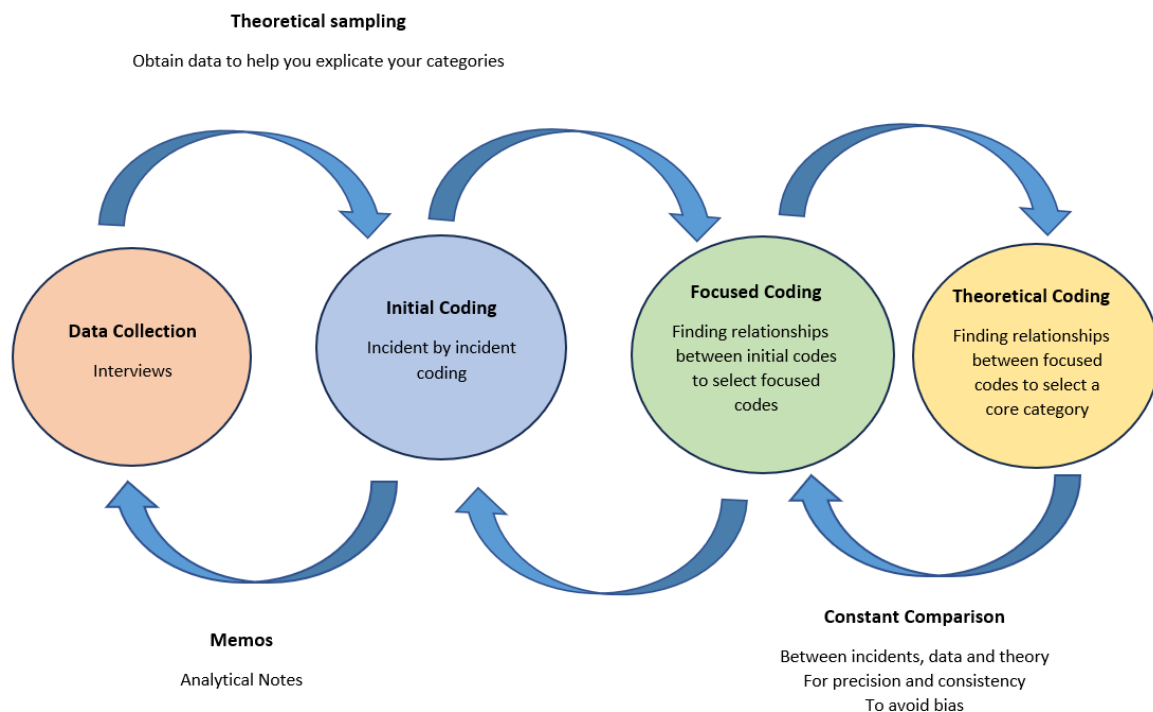 Theoretical sampling
Obtain data to help you explicate your categories
Data Collection
Interviews
Initial Coding
Incident by incident
coding
Focused Coding
Finding relationships
between initial codes
to select focused
codes
Theoretical Coding
Finding relationships
between focused
codes to select a
core category
Memos
Analytical Notes
Constant Comparison
Between incidents, data and theory
For precision and consistency
To avoid bias